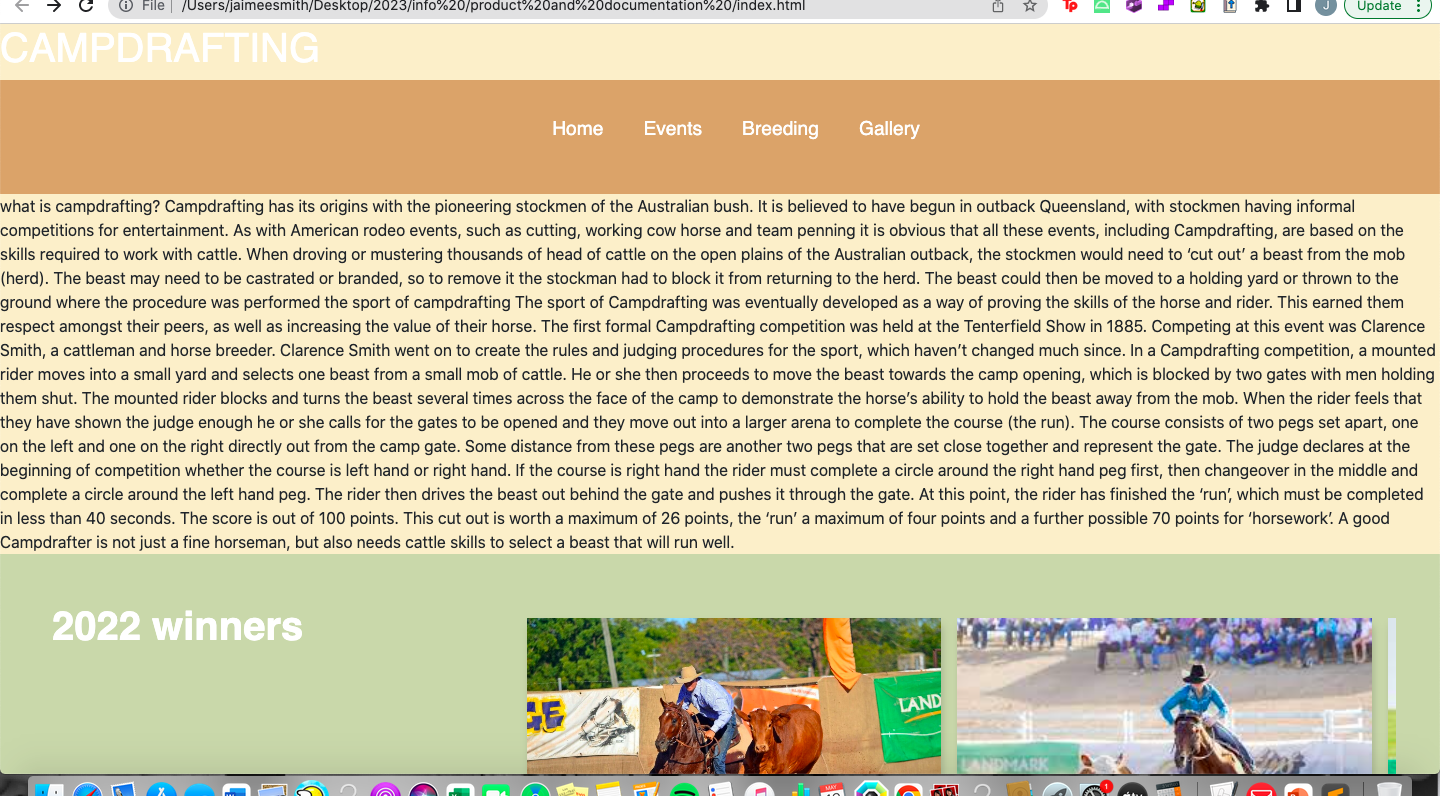 File
/Users/jaimeesmith/Desktop/2023/info%20/product%20and%20documentation%20/index.html
J
Update
CAMPDRAFTING
Home Events Breeding Gallery
what is campdrafting? Campdrafting has its origins with the pioneering stockmen of the Australian bush. It is believed to have begun in outback Queensland, with stockmen having informal
competitions for entertainment. As with American rodeo events, such as cutting, working cow horse and team penning it is obvious that all these events, including Campdrafting, are based on the
skills required to work with cattle. When droving or mustering thousands of head of cattle on the open plains of the Australian outback, the stockmen would need to ‘cut out’ a beast from the mob
(herd). The beast may need to be castrated or branded, so to remove it the stockman had to block it from returning to the herd. The beast could then be moved to a holding yard or thrown to the
ground where the procedure was performed the sport of campdrafting The sport of Campdrafting was eventually developed as a way of proving the skills of the horse and rider. This earned them
respect amongst their peers, as well as increasing the value of their horse. The first formal Campdrafting competition was held at the Tenterfield Show in 1885. Competing at this event was Clarence
Smith, a cattleman and horse breeder. Clarence Smith went on to create the rules and judging procedures for the sport, which haven’t changed much since. In a Campdrafting competition, a mounted
rider moves into a small yard and selects one beast from a small mob of cattle. He or she then proceeds to move the beast towards the camp opening, which is blocked by two gates with men holding
them shut. The mounted rider blocks and turns the beast several times across the face of the camp to demonstrate the horse’s ability to hold the beast away from the mob. When the rider feels that
they have shown the judge enough he or she calls for the gates to be opened and they move out into a larger arena to complete the course (the run). The course consists of two pegs set apart, one
on the left and one on the right directly out from the camp gate. Some distance from these pegs are another two pegs that are set close together and represent the gate. The judge declares at the
beginning of competition whether the course is left hand or right hand. If the course is right hand the rider must complete a circle around the right hand peg first, then changeover in the middle and
complete a circle around the left hand peg. The rider then drives the beast out behind the gate and pushes it through the gate. At this point, the rider has finished the ‘run’, which must be completed
in less than 40 seconds. The score is out of 100 points. This cut out is worth a maximum of 26 points, the ‘run’ a maximum of four points and a further possible 70 points for ‘horsework’. A good
Campdrafter is not just a fine horseman, but also needs cattle skills to select a beast that will run well.
2022 winners
LAND
LANDMARK